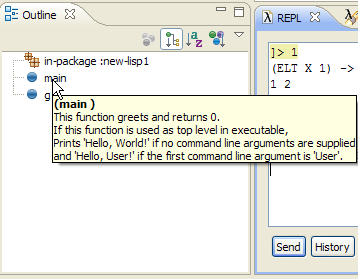 Outline
REPL
in-package :new-lisp1
main
g
(main )
This function greets and returns 0.
If this function is used as top level in executable,
Prints 'Hello, World!' if no command line arguments are supplied
and 'Hello, User!' if the first command line argument is 'User'.
]> 1
(ELT X 1) ->
1 2
Send
History